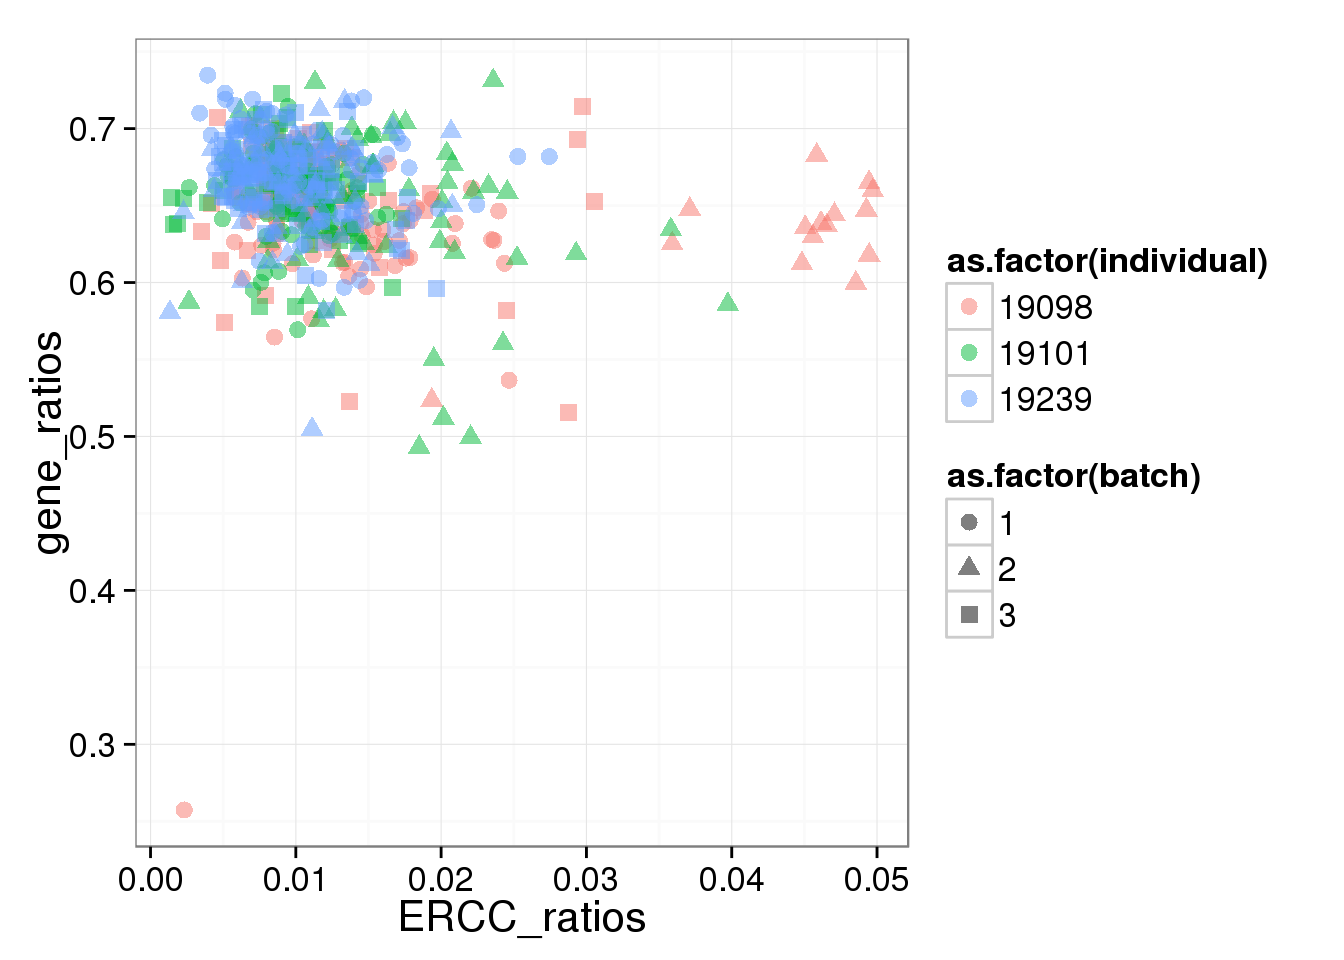 0.7
0.6
0.5
0.4
0.3
gene_ratios
0.00 0.01 0.02 0.03 0.04 0.05
ERCC_ratios
as.factor(individual)
19098
19101
19239
as.factor(batch)
1
2
3